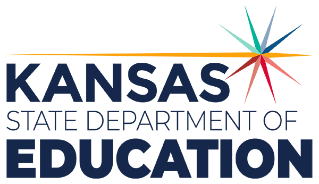 KANSAS
STATE DEPARTMENT OF
EDUCATION